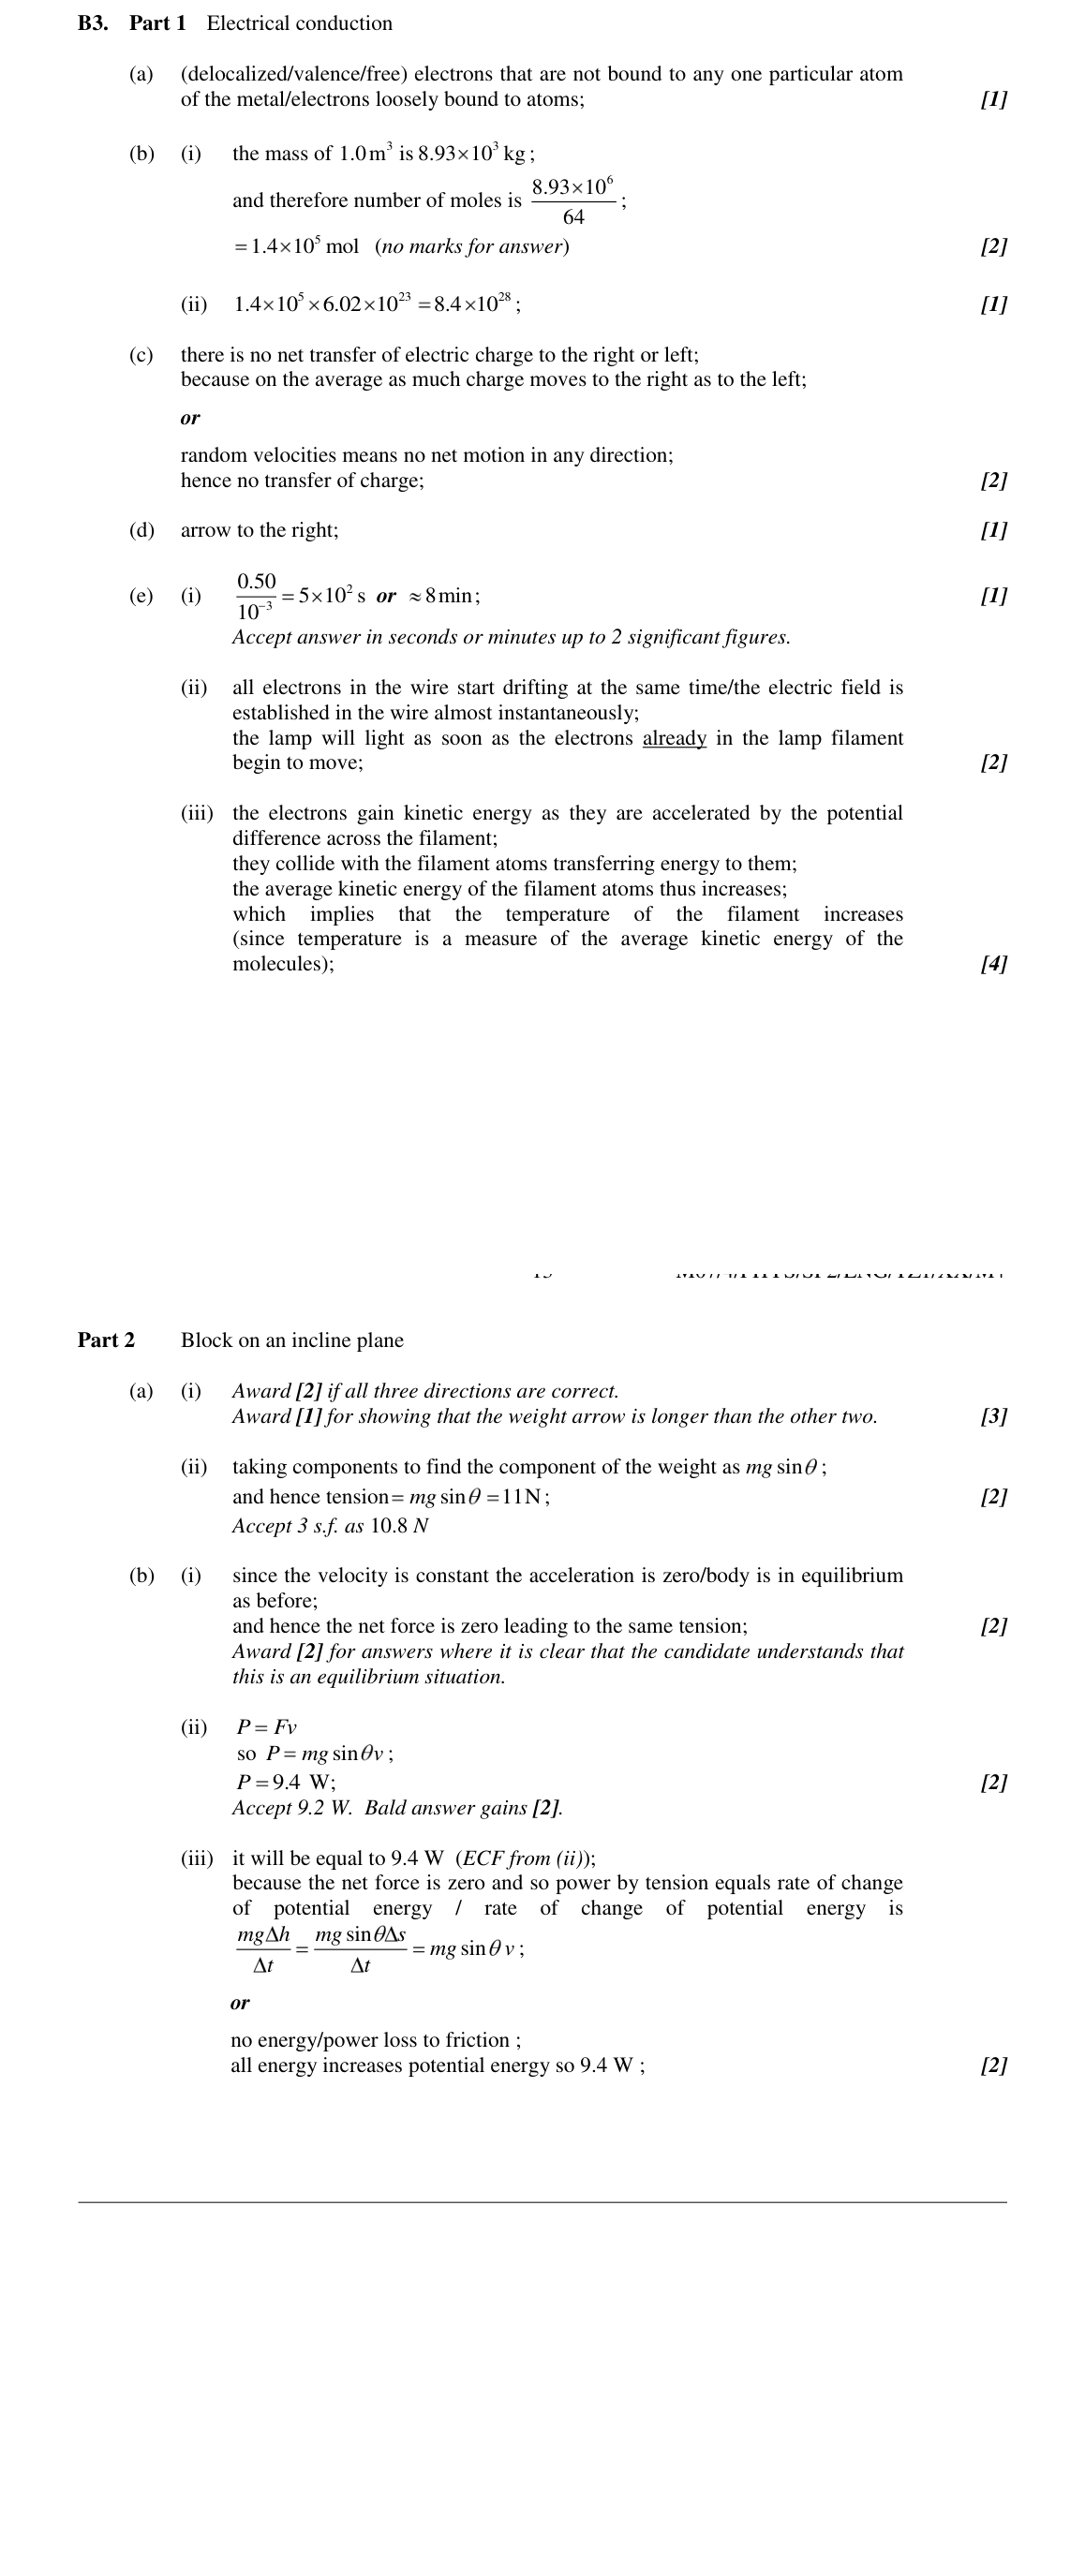 B3. Part 1 Electrical conduction
(a) (delocalized/valence/free) electrons that are not bound to any one particular atom
of the metal/electrons loosely bound to atoms; [1]
(b) (i) the mass of 1.0 m³ is 8.93×10³ kg ;
and therefore number of moles is 8.93×10⁶/64 ;
= 1.4×10⁵ mol (no marks for answer) [2]
(ii) 1.4×10⁵ ×6.02×10²³ = 8.4×10²⁸ ; [1]
(c) there is no net transfer of electric charge to the right or left;
because on the average as much charge moves to the right as to the left;
or
random velocities means no net motion in any direction;
hence no transfer of charge; [2]
(d) arrow to the right; [1]
(e) (i) 0.50/10⁻³ = 5×10² s or ≈ 8 min ; [1]
Accept answer in seconds or minutes up to 2 significant figures.
(ii) all electrons in the wire start drifting at the same time/the electric field is
established in the wire almost instantaneously;
the lamp will light as soon as the electrons already in the lamp filament
begin to move; [2]
(iii) the electrons gain kinetic energy as they are accelerated by the potential
difference across the filament;
they collide with the filament atoms transferring energy to them;
the average kinetic energy of the filament atoms thus increases;
which implies that the temperature of the filament increases
(since temperature is a measure of the average kinetic energy of the
molecules); [4]
Part 2 Block on an incline plane
(a) (i) Award [2] if all three directions are correct.
Award [1] for showing that the weight arrow is longer than the other two. [3]
(ii) taking components to find the component of the weight as mg sin θ ;
and hence tension = mg sin θ = 11 N ; [2]
Accept 3 s.f. as 10.8 N
(b) (i) since the velocity is constant the acceleration is zero/body is in equilibrium
as before;
and hence the net force is zero leading to the same tension; [2]
Award [2] for answers where it is clear that the candidate understands that
this is an equilibrium situation.
(ii) P = Fv
so P = mg sin θv ;
P = 9.4 W; [2]
Accept 9.2 W. Bald answer gains [2].
(iii) it will be equal to 9.4 W (ECF from (ii));
because the net force is zero and so power by tension equals rate of change
of potential energy / rate of change of potential energy is
mgΔh/Δt = mg sin θΔs/Δt = mg sin θ v ;
or
no energy/power loss to friction ;
all energy increases potential energy so 9.4 W ; [2]